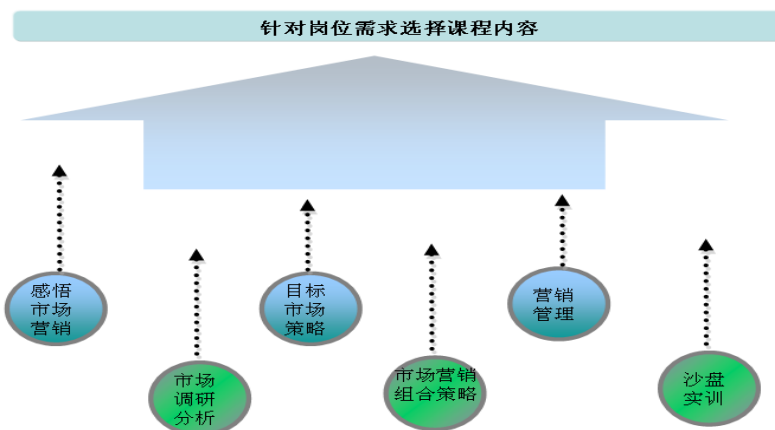 针对岗位需求选择课程内容
感悟
市场
营销
目标
市场
策略
营销
管理
市场
调研
分析
市场营销
组合策略
沙盘
实训